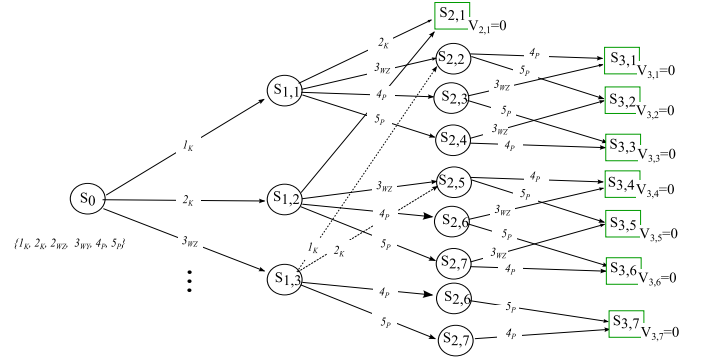 S2,1
V2,1=0
2K
S2,2
4P
S3,1
V3,1=0
3WZ
5P
S1,1
4P
S2,3
3WZ
S3,2
V3,2=0
5P
5P
S2,4
3WZ
4P
S3,3
V3,3=0
1K
S0
2K
S1,2
3WZ
S2,5
4P
S3,4
V3,4=0
5P
4P
S2,6
3WZ
S3,5
V3,5=0
{1K, 2K, 2WZ, 3WY, 4P, 5P}
3WZ
1K
2K
5P
5P
S2,7
3WZ
4P
S3,6
V3,6=0
S1,3
4P
S2,6
5P
S3,7
V3,7=0
5P
S2,7
4P